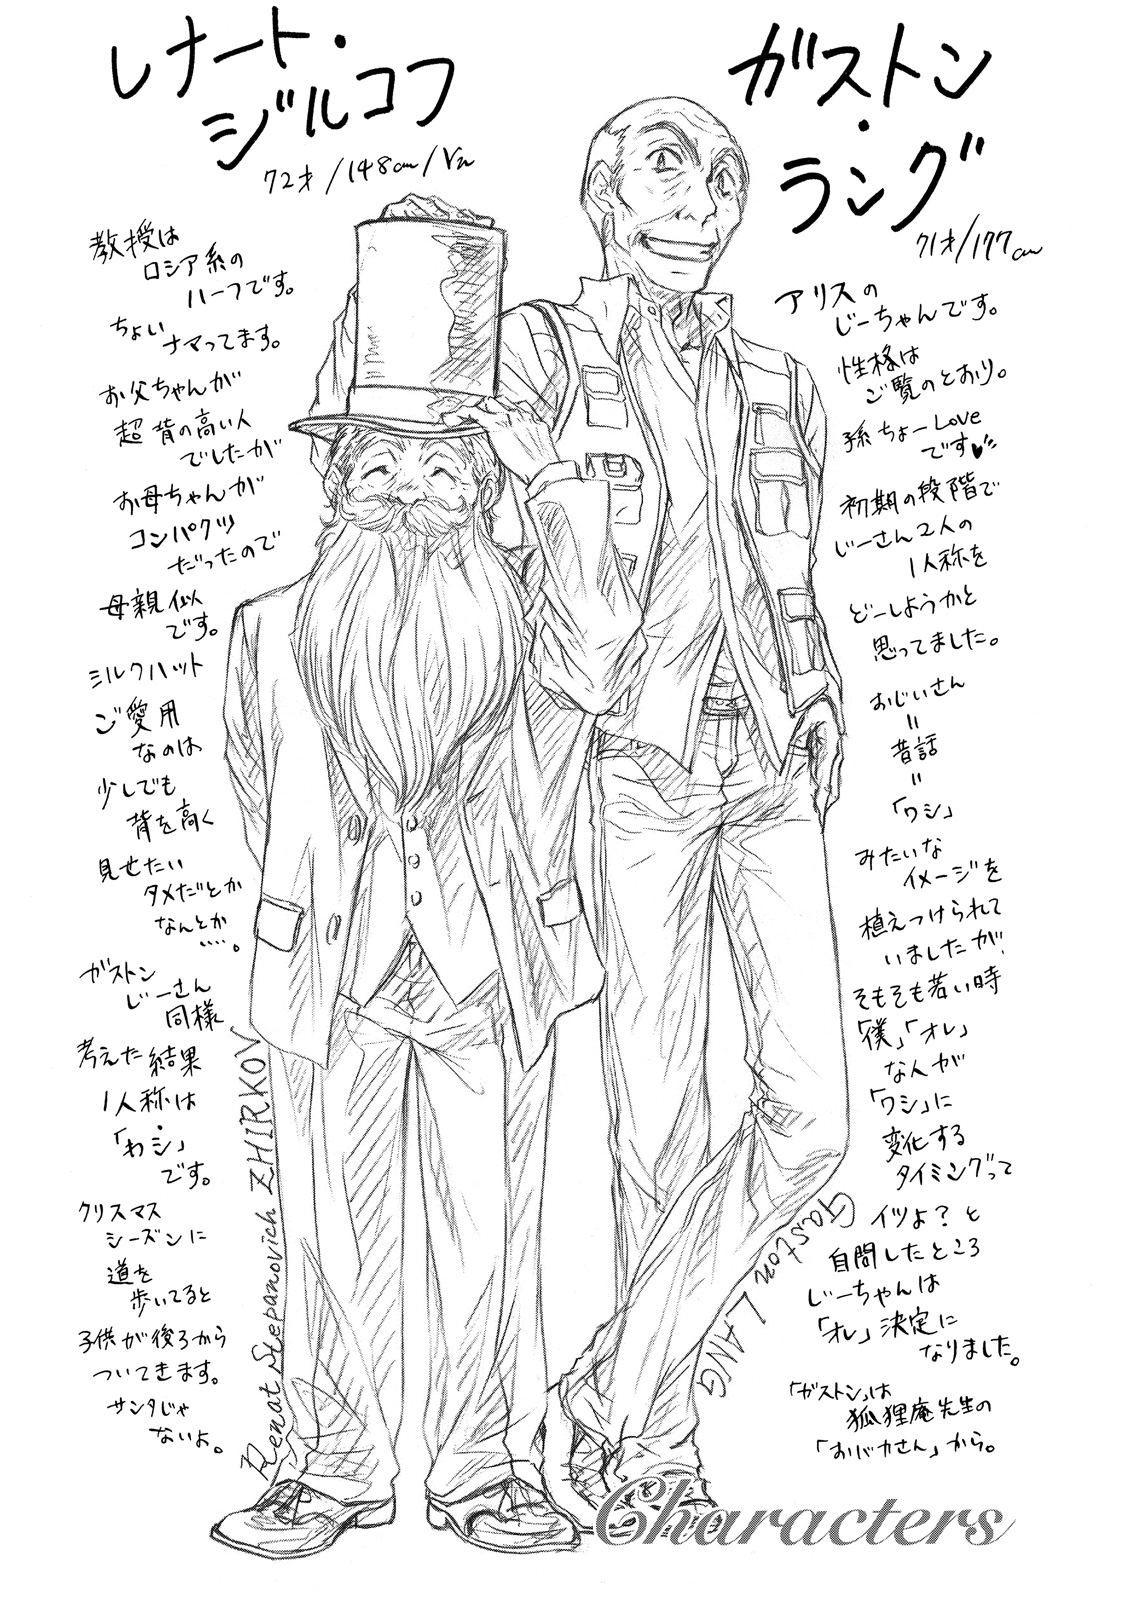 レナート・
ジルコフ
72才/148cm/Vn
教授は
ロシア系の
ハーフです。
ちょい
ナマってます。
お父ちゃんが
超背の高い人
でしたが
お母ちゃんが
コンパクツ
だったので
母親似
です。
シルクハット
ご愛用
なのは
少しでも
背を高く
見せたい
タメだとか
なんとか
……。
ガストン
じーさん
同様
考えた結果
1人称は
「わシ」
です。
クリスマス
シーズンに
道を
歩いてると
子供が後ろから
ついてきます。
サンタじゃ
ないよ。
Renat Stepanovich ZHIRKOV
ガストン
・
ラング
71才/177cm
アリスの
じーちゃんです。
性格は
ご覧のとおり。
孫ちょーLove
です♥
初期の段階で
じーさん2人の
1人称を
どーしようかと
思ってました。
おじいさん
=
昔話
=
「ワシ」
みたいな
イメージを
植えつけられて
いましたが、
そもそも若い時
「僕」「オレ」
な人が
「ワシ」に
変化する
タイミングって
イツよ？と
自問したところ
じーちゃんは
「オレ」決定に
なりました。
「ガストン」は
狐狸庵先生の
「おバカさん」から。
Gaston LANG
Characters